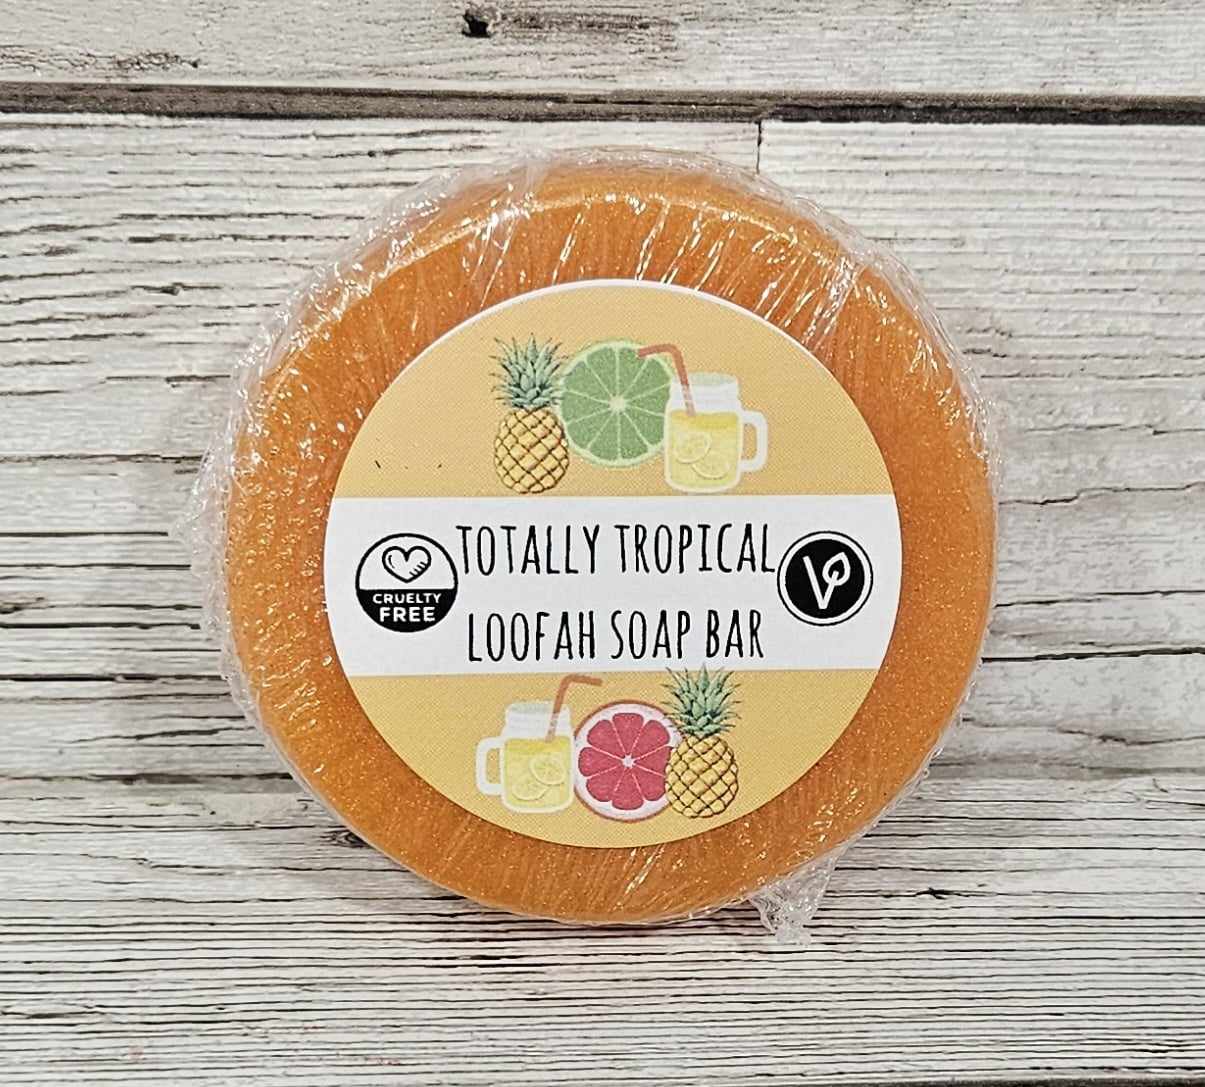 TOTALLY TROPICAL
LOOFAH SOAP BAR
CRUELTY
FREE
V